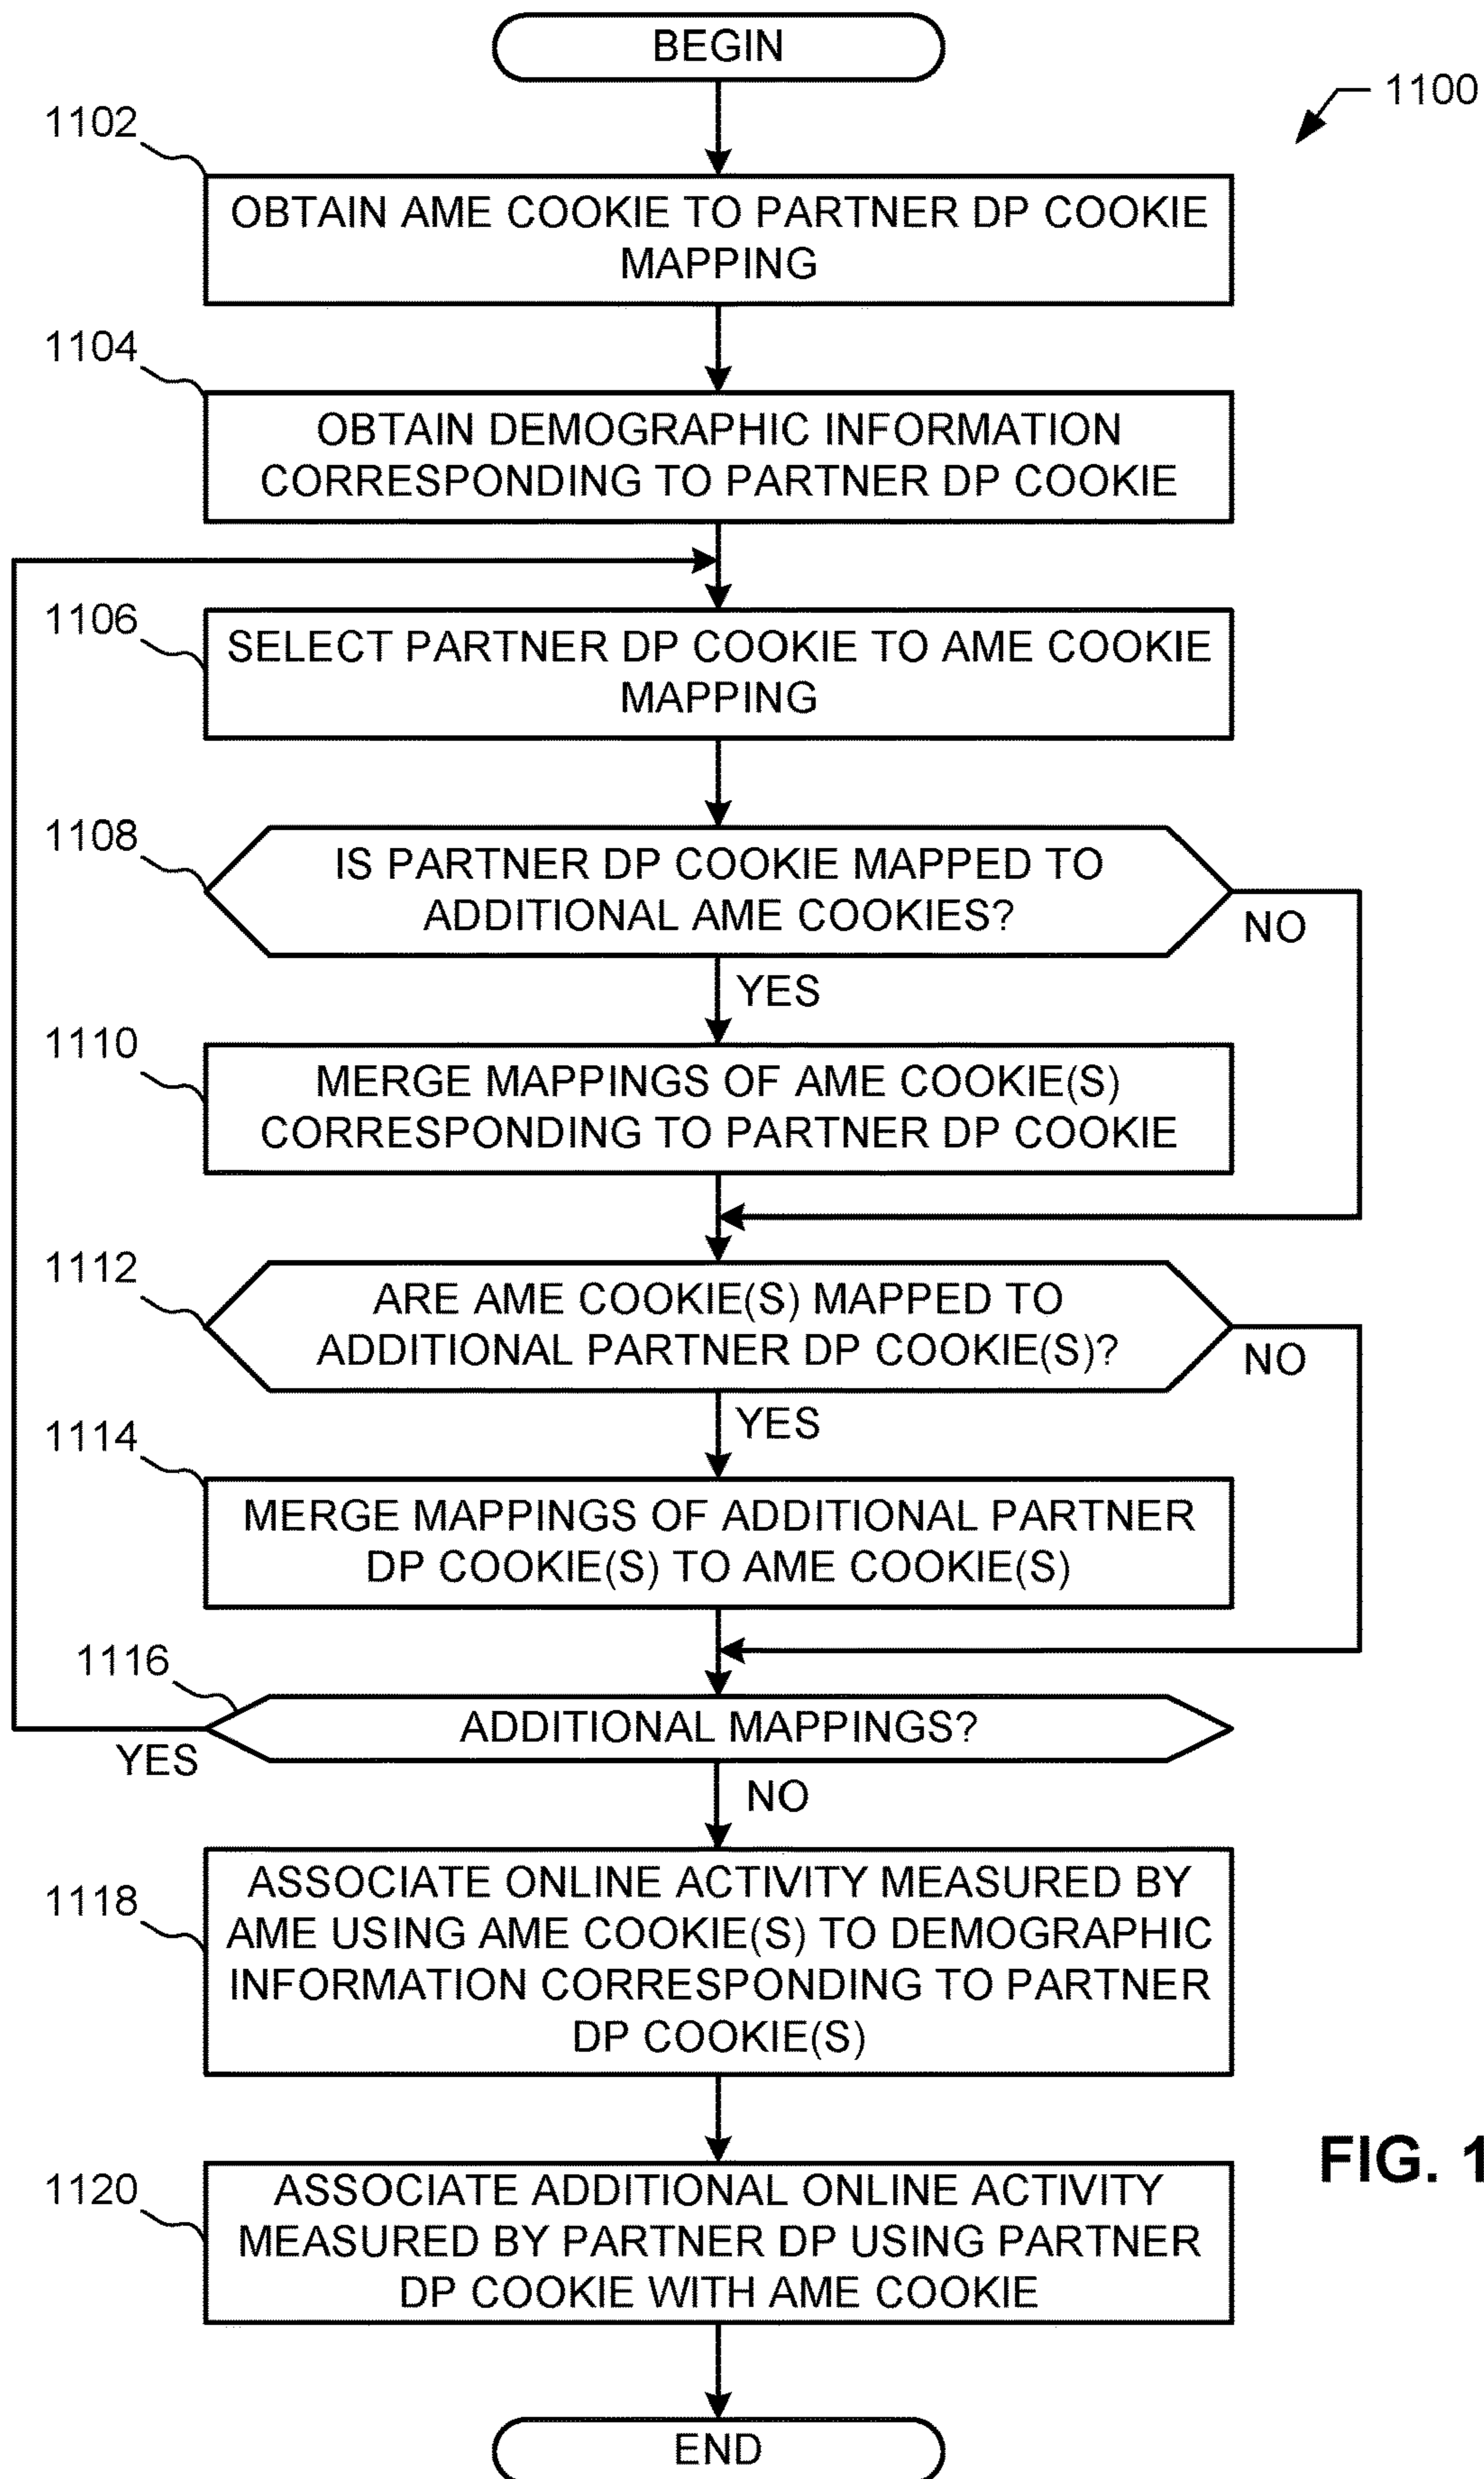 BEGIN
1100
1102
OBTAIN AME COOKIE TO PARTNER DP COOKIE
MAPPING
1104
OBTAIN DEMOGRAPHIC INFORMATION
CORRESPONDING TO PARTNER DP COOKIE
1106
SELECT PARTNER DP COOKIE TO AME COOKIE
MAPPING
1108
IS PARTNER DP COOKIE MAPPED TO
ADDITIONAL AME COOKIES?
NO
YES
1110
MERGE MAPPINGS OF AME COOKIE(S)
CORRESPONDING TO PARTNER DP COOKIE
1112
ARE AME COOKIE(S) MAPPED TO
ADDITIONAL PARTNER DP COOKIE(S)?
NO
YES
1114
MERGE MAPPINGS OF ADDITIONAL PARTNER
DP COOKIE(S) TO AME COOKIE(S)
1116
ADDITIONAL MAPPINGS?
YES
NO
1118
ASSOCIATE ONLINE ACTIVITY MEASURED BY
AME USING AME COOKIE(S) TO DEMOGRAPHIC
INFORMATION CORRESPONDING TO PARTNER
DP COOKIE(S)
1120
ASSOCIATE ADDITIONAL ONLINE ACTIVITY
MEASURED BY PARTNER DP USING PARTNER
DP COOKIE WITH AME COOKIE
FIG. 1
END